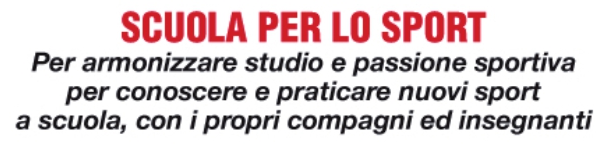 SCUOLA PER LO SPORT
Per armonizzare studio e passione sportiva
per conoscere e praticare nuovi sport
a scuola, con i propri compagni ed insegnanti